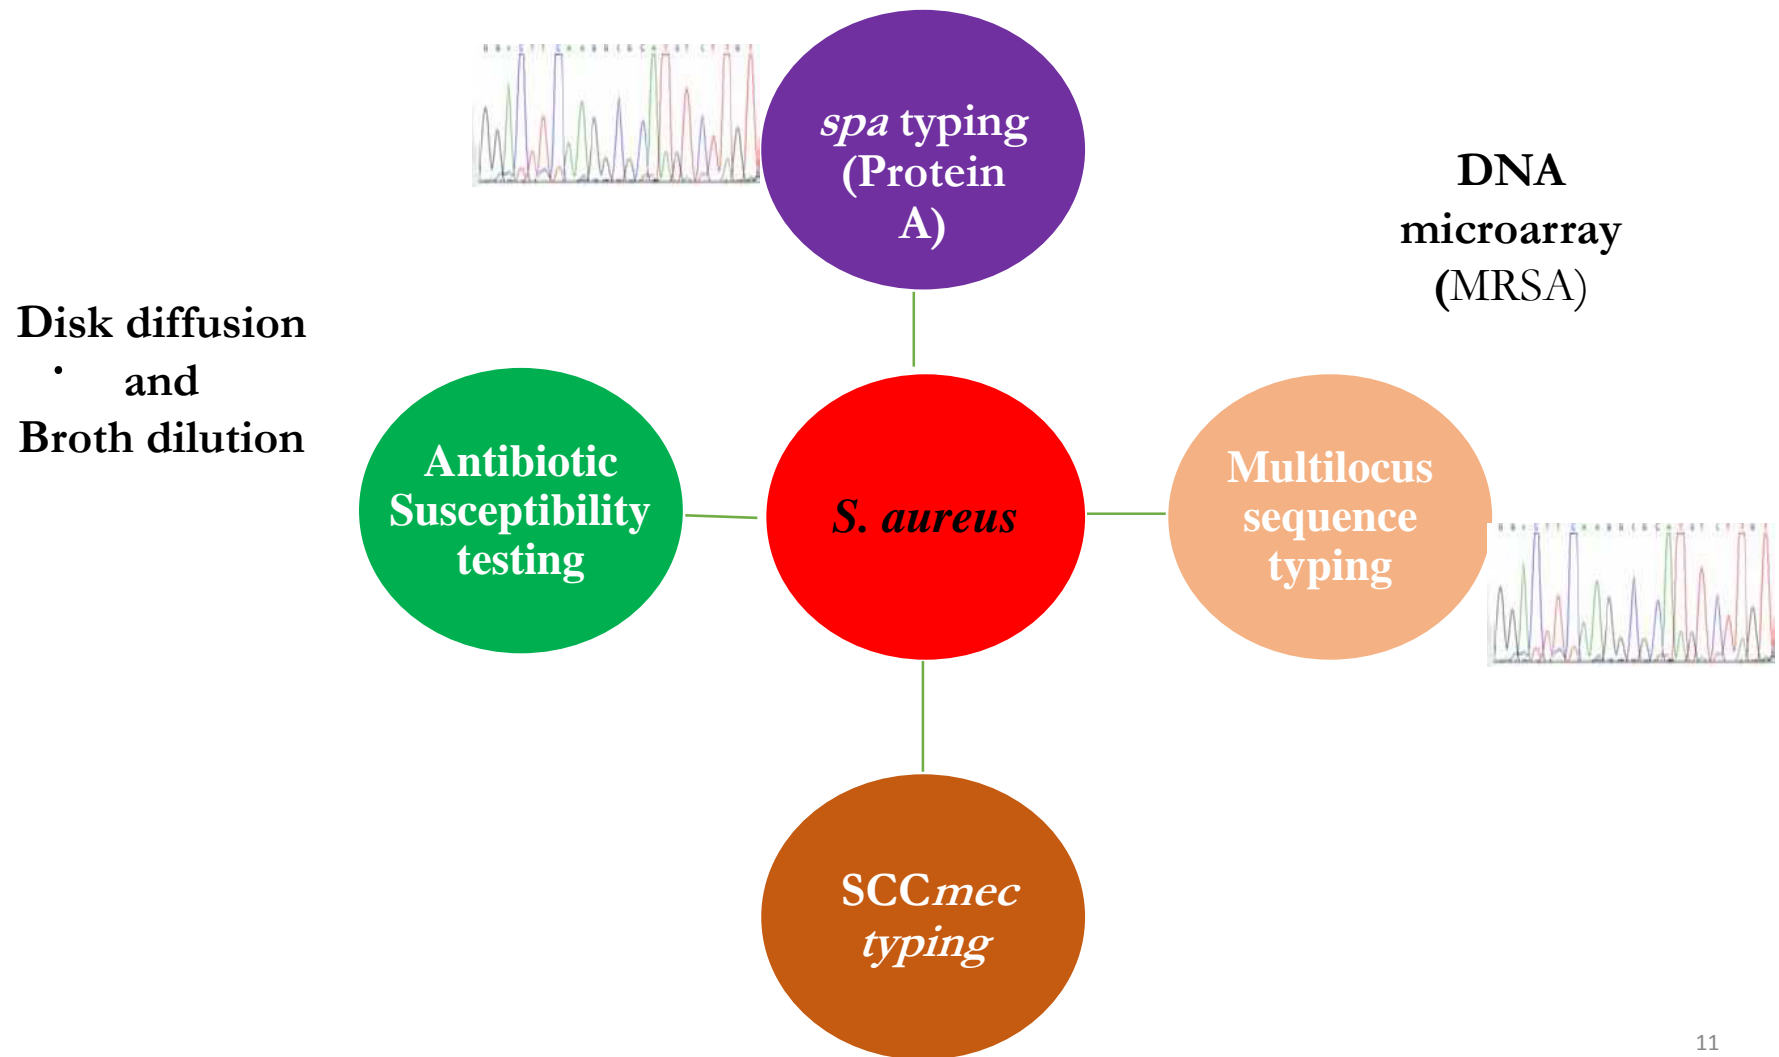 spa typing
(Protein
A)
DNA
microarray
(MRSA)
Disk diffusion
• and
Broth dilution
Antibiotic
Susceptibility
testing
S. aureus
Multilocus
sequence
typing
SCCmec
typing
11